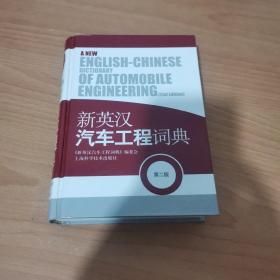 A NEW
ENGLISH-CHINESE
DICTIONARY
OF AUTOMOBILE
ENGINEERING (2nd Edition)
新英汉
汽车工程词典
《新英汉汽车工程词典》编委会
上海科学技术出版社
第二版